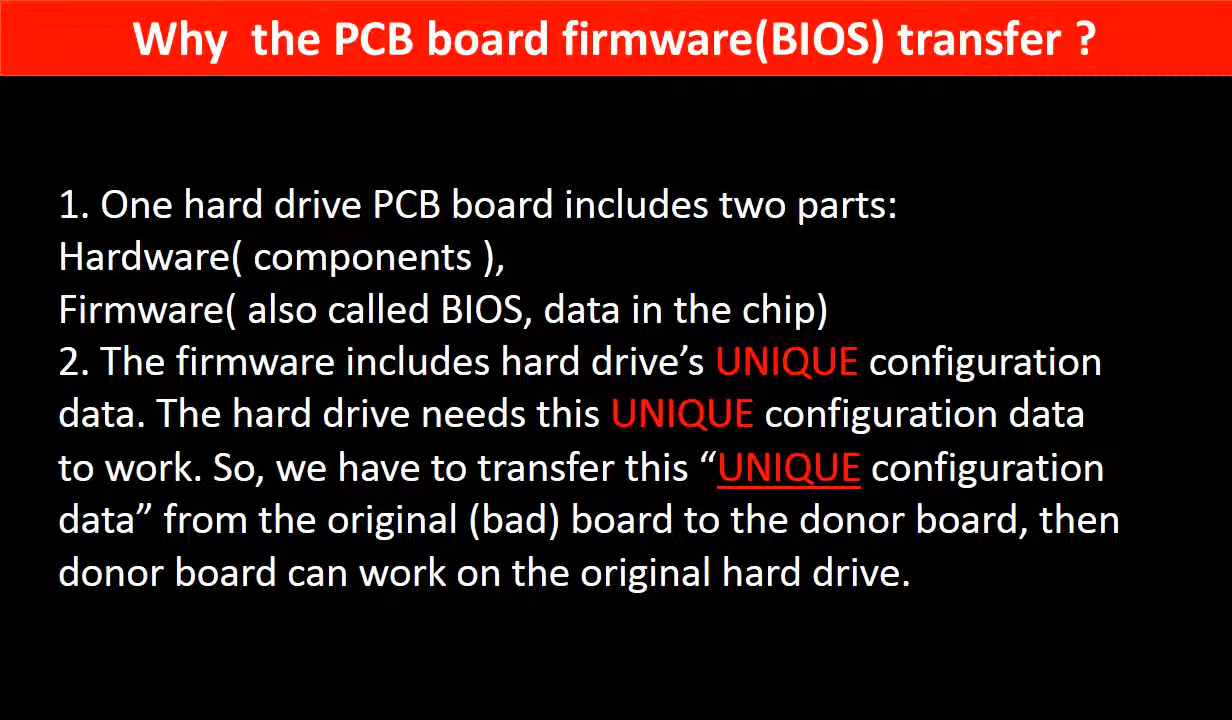 Why the PCB board firmware(BIOS) transfer ?
1. One hard drive PCB board includes two parts:
Hardware( components ),
Firmware( also called BIOS, data in the chip)
2. The firmware includes hard drive’s UNIQUE configuration
data. The hard drive needs this UNIQUE configuration data
to work. So, we have to transfer this “UNIQUE configuration
data” from the original (bad) board to the donor board, then
donor board can work on the original hard drive.